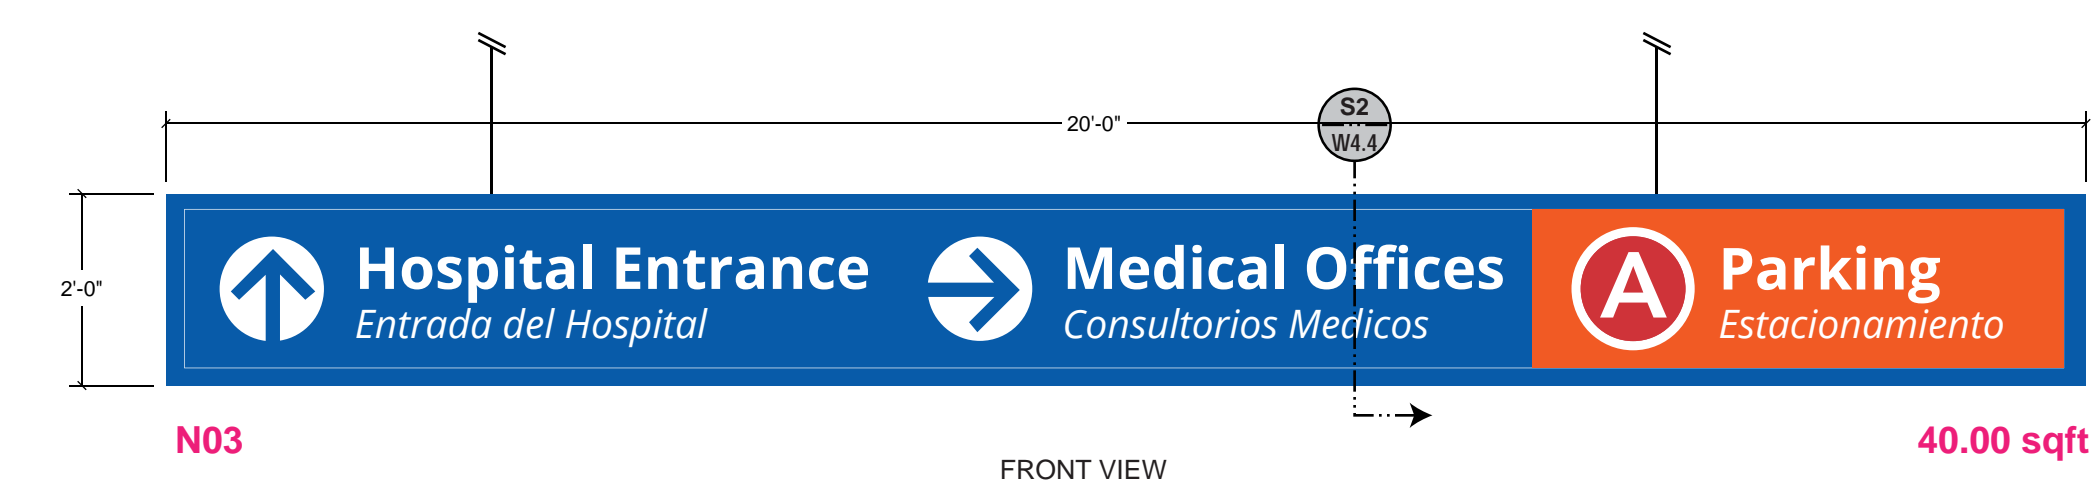 20'-0"
S2
W4.4
2'-0"
Hospital Entrance
Entrada del Hospital
Medical Offices
Consultorios Medicos
A
Parking
Estacionamiento
N03
40.00 sqft
FRONT VIEW